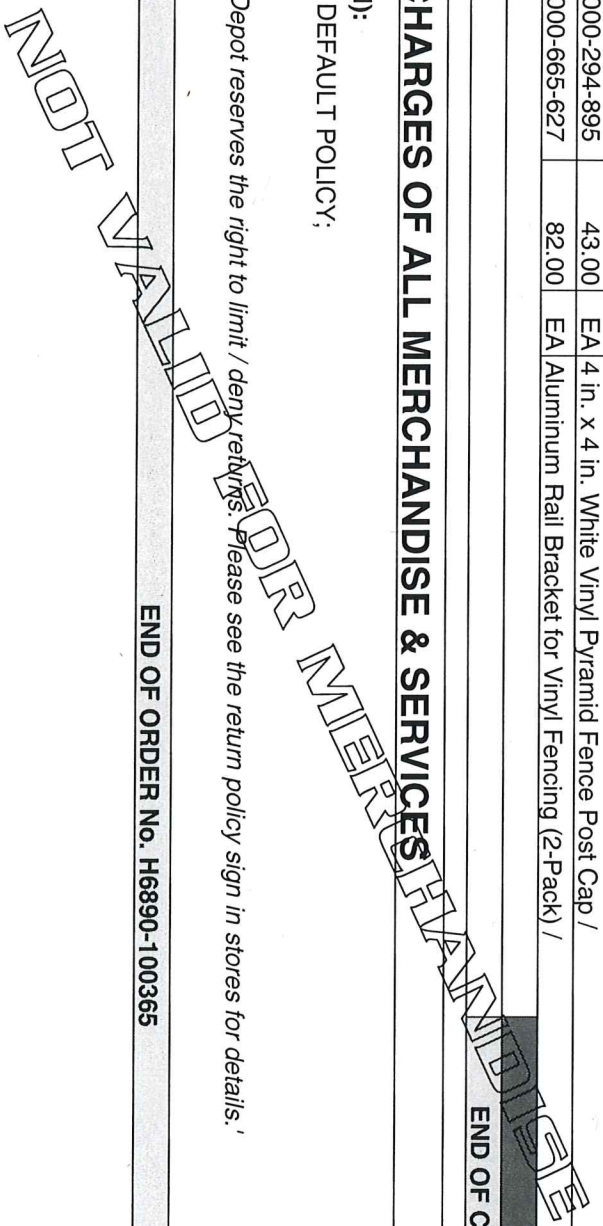 000-294-895 43.00 EA 4 in. x 4 in. White Vinyl Pyramid Fence Post Cap /
000-665-627 82.00 EA Aluminum Rail Bracket for Vinyl Fencing (2-Pack) /
END OF C
CHARGES OF ALL MERCHANDISE & SERVICES
DEFAULT POLICY;
Depot reserves the right to limit / deny returns. Please see the return policy sign in stores for details.'
END OF ORDER No. H6890-100365
NOT VALID FOR MERCHANDISE